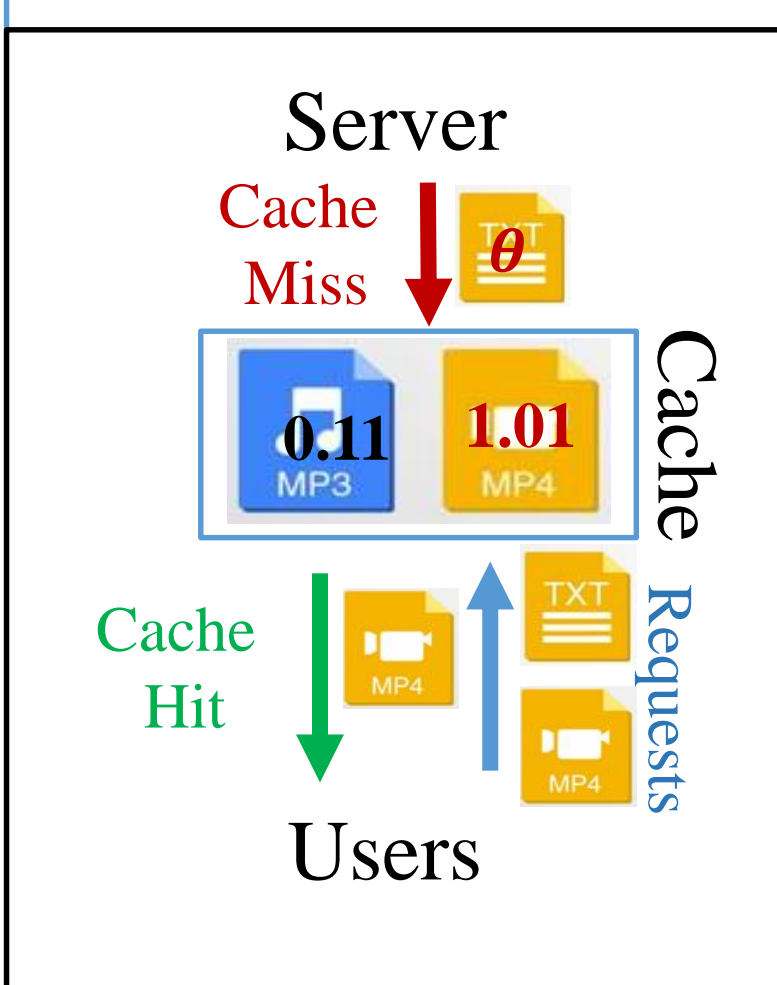 Server
Cache
Miss
TXT
θ
0.11
MP3
1.01
MP4
Cache
Cache
Hit
MP4
TXT
MP4
Requests
Users